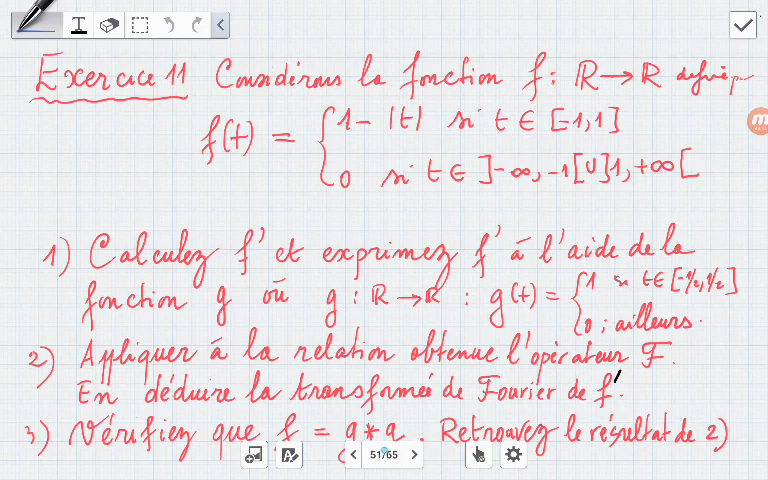 Exercice 11 Considérons la fonction f : ℝ → ℝ définie p
f(t) = { 1 - |t| si t ∈ [-1,1]
0 si t ∈ ]-∞,-1[ U ]1,+∞[
1) Calculez f' et exprimez f' à l'aide de la
fonction g où g : ℝ → ℝ : g(t) = { 1 si t ∈ [-1/2,1/2]
0 ; ailleurs.
2) Appliquer à la relation obtenue l'opérateur F.
En déduire la transformée de Fourier de f.
3) Vérifiez que f = g * g. Retrouvez le résultat de 2)
51/65